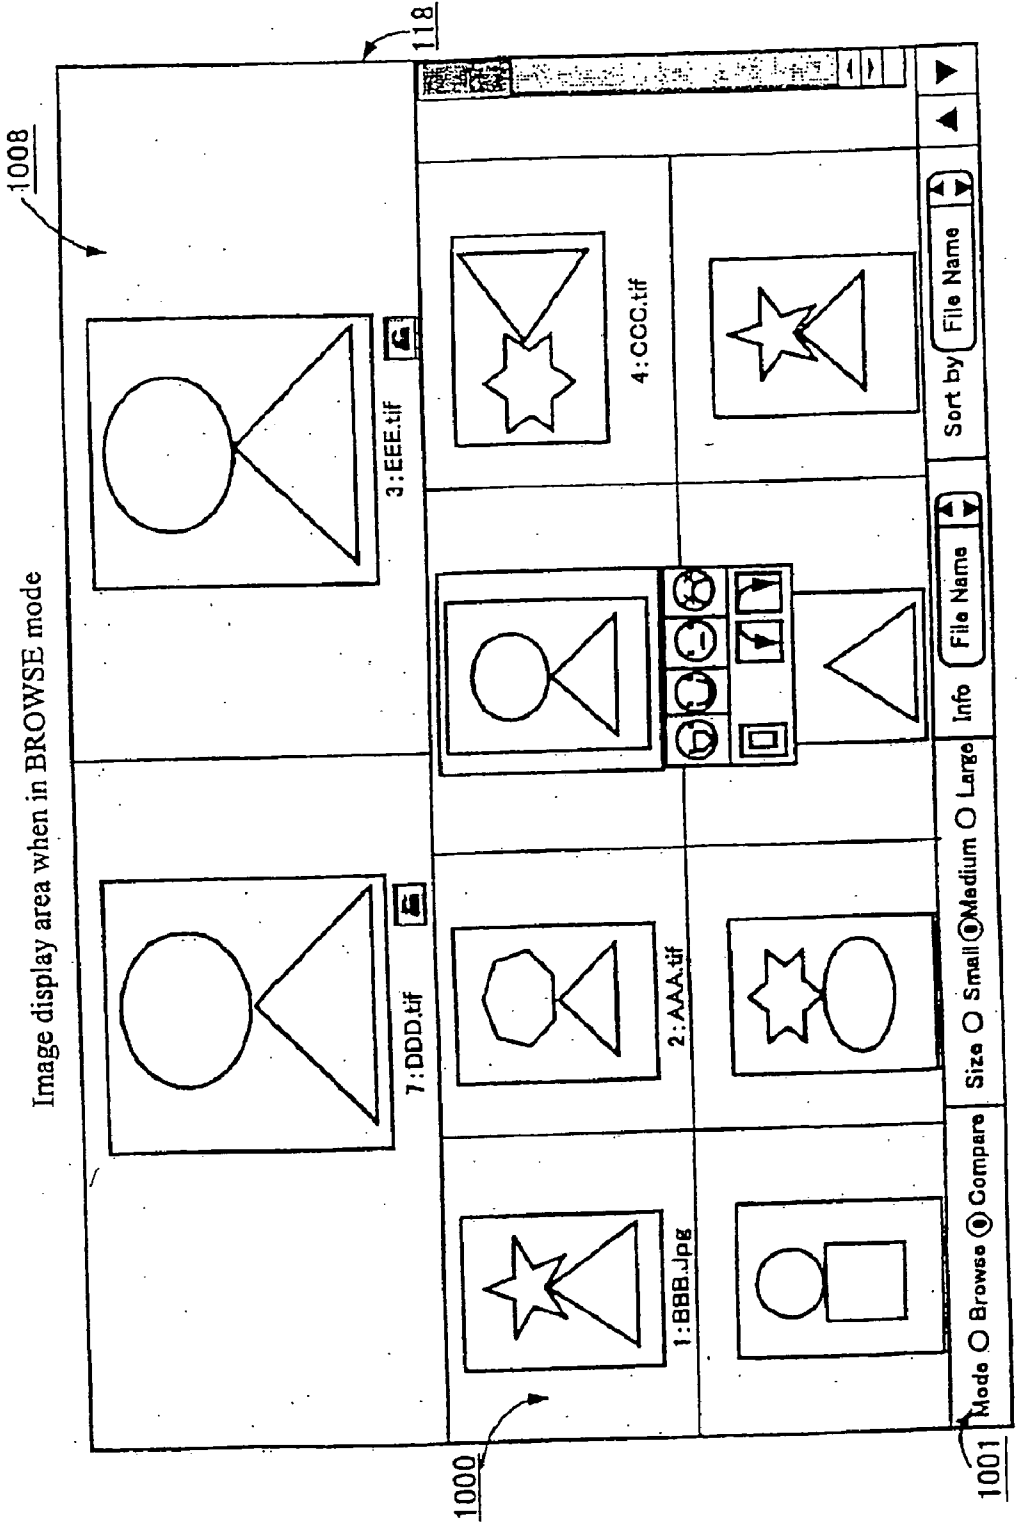 Image display area when in BROWSE mode
1008
118
7:DDD.tif
3:EEE.tif
1000
1:BBB.Jpg
2:AAA.tif
4:CCC.tif
1001
Mode Browse Compare
Size Small Medium Large
Info File Name
Sort by File Name